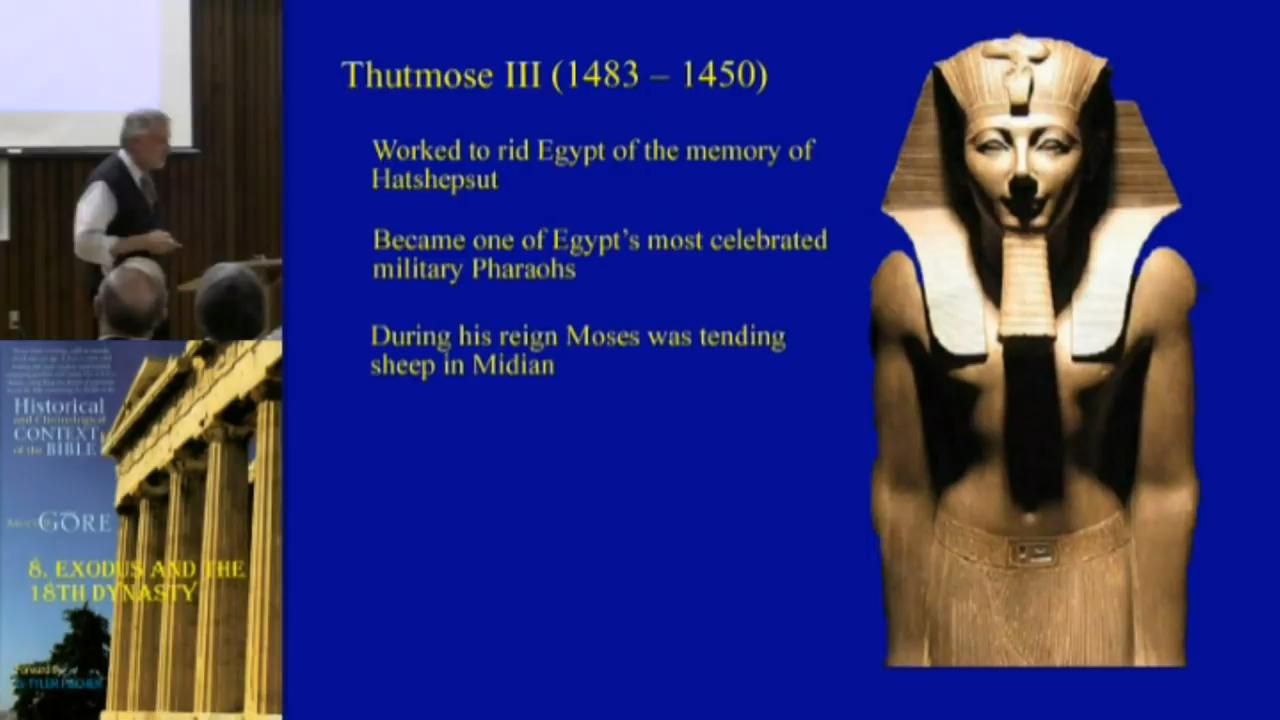 Thutmose III (1483 – 1450)
Worked to rid Egypt of the memory of
Hatshepsut
Became one of Egypt's most celebrated
military Pharaohs
During his reign Moses was tending
sheep in Midian
Historical
and Chronological
CONTEXT
of the BIBLE
GORE
8. EXODUS AND THE
18TH DYNASTY